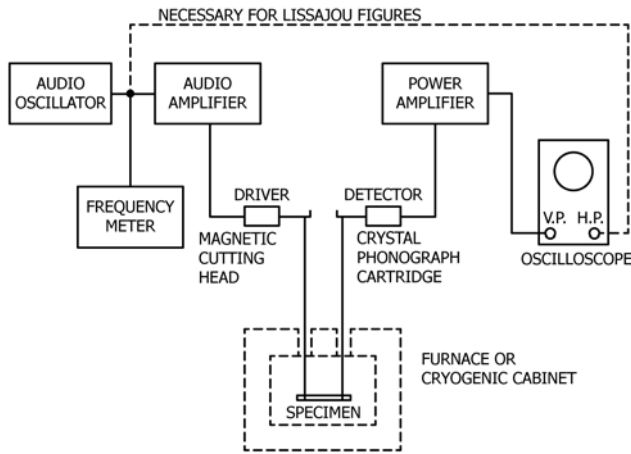 NECESSARY FOR LISSAJOU FIGURES
AUDIO
OSCILLATOR
AUDIO
AMPLIFIER
POWER
AMPLIFIER
FREQUENCY
METER
DRIVER
MAGNETIC
CUTTING
HEAD
DETECTOR
CRYSTAL
PHONOGRAPH
CARTRIDGE
V.P. H.P.
OSCILLOSCOPE
FURNACE OR
CRYOGENIC CABINET
SPECIMEN